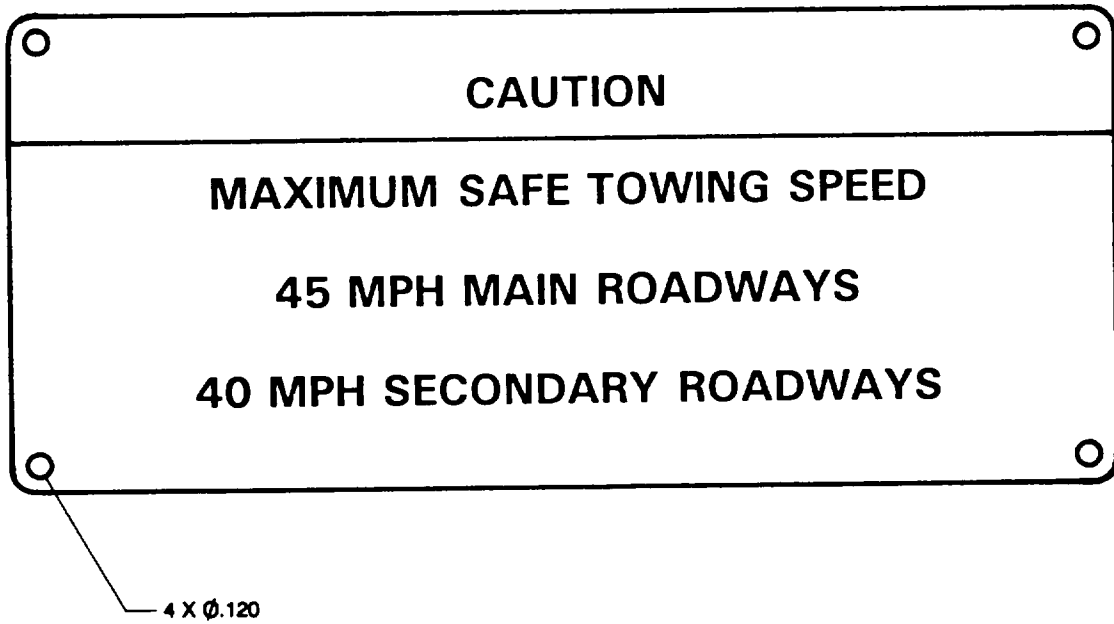 CAUTION
MAXIMUM SAFE TOWING SPEED
45 MPH MAIN ROADWAYS
40 MPH SECONDARY ROADWAYS
4 X Ø.120